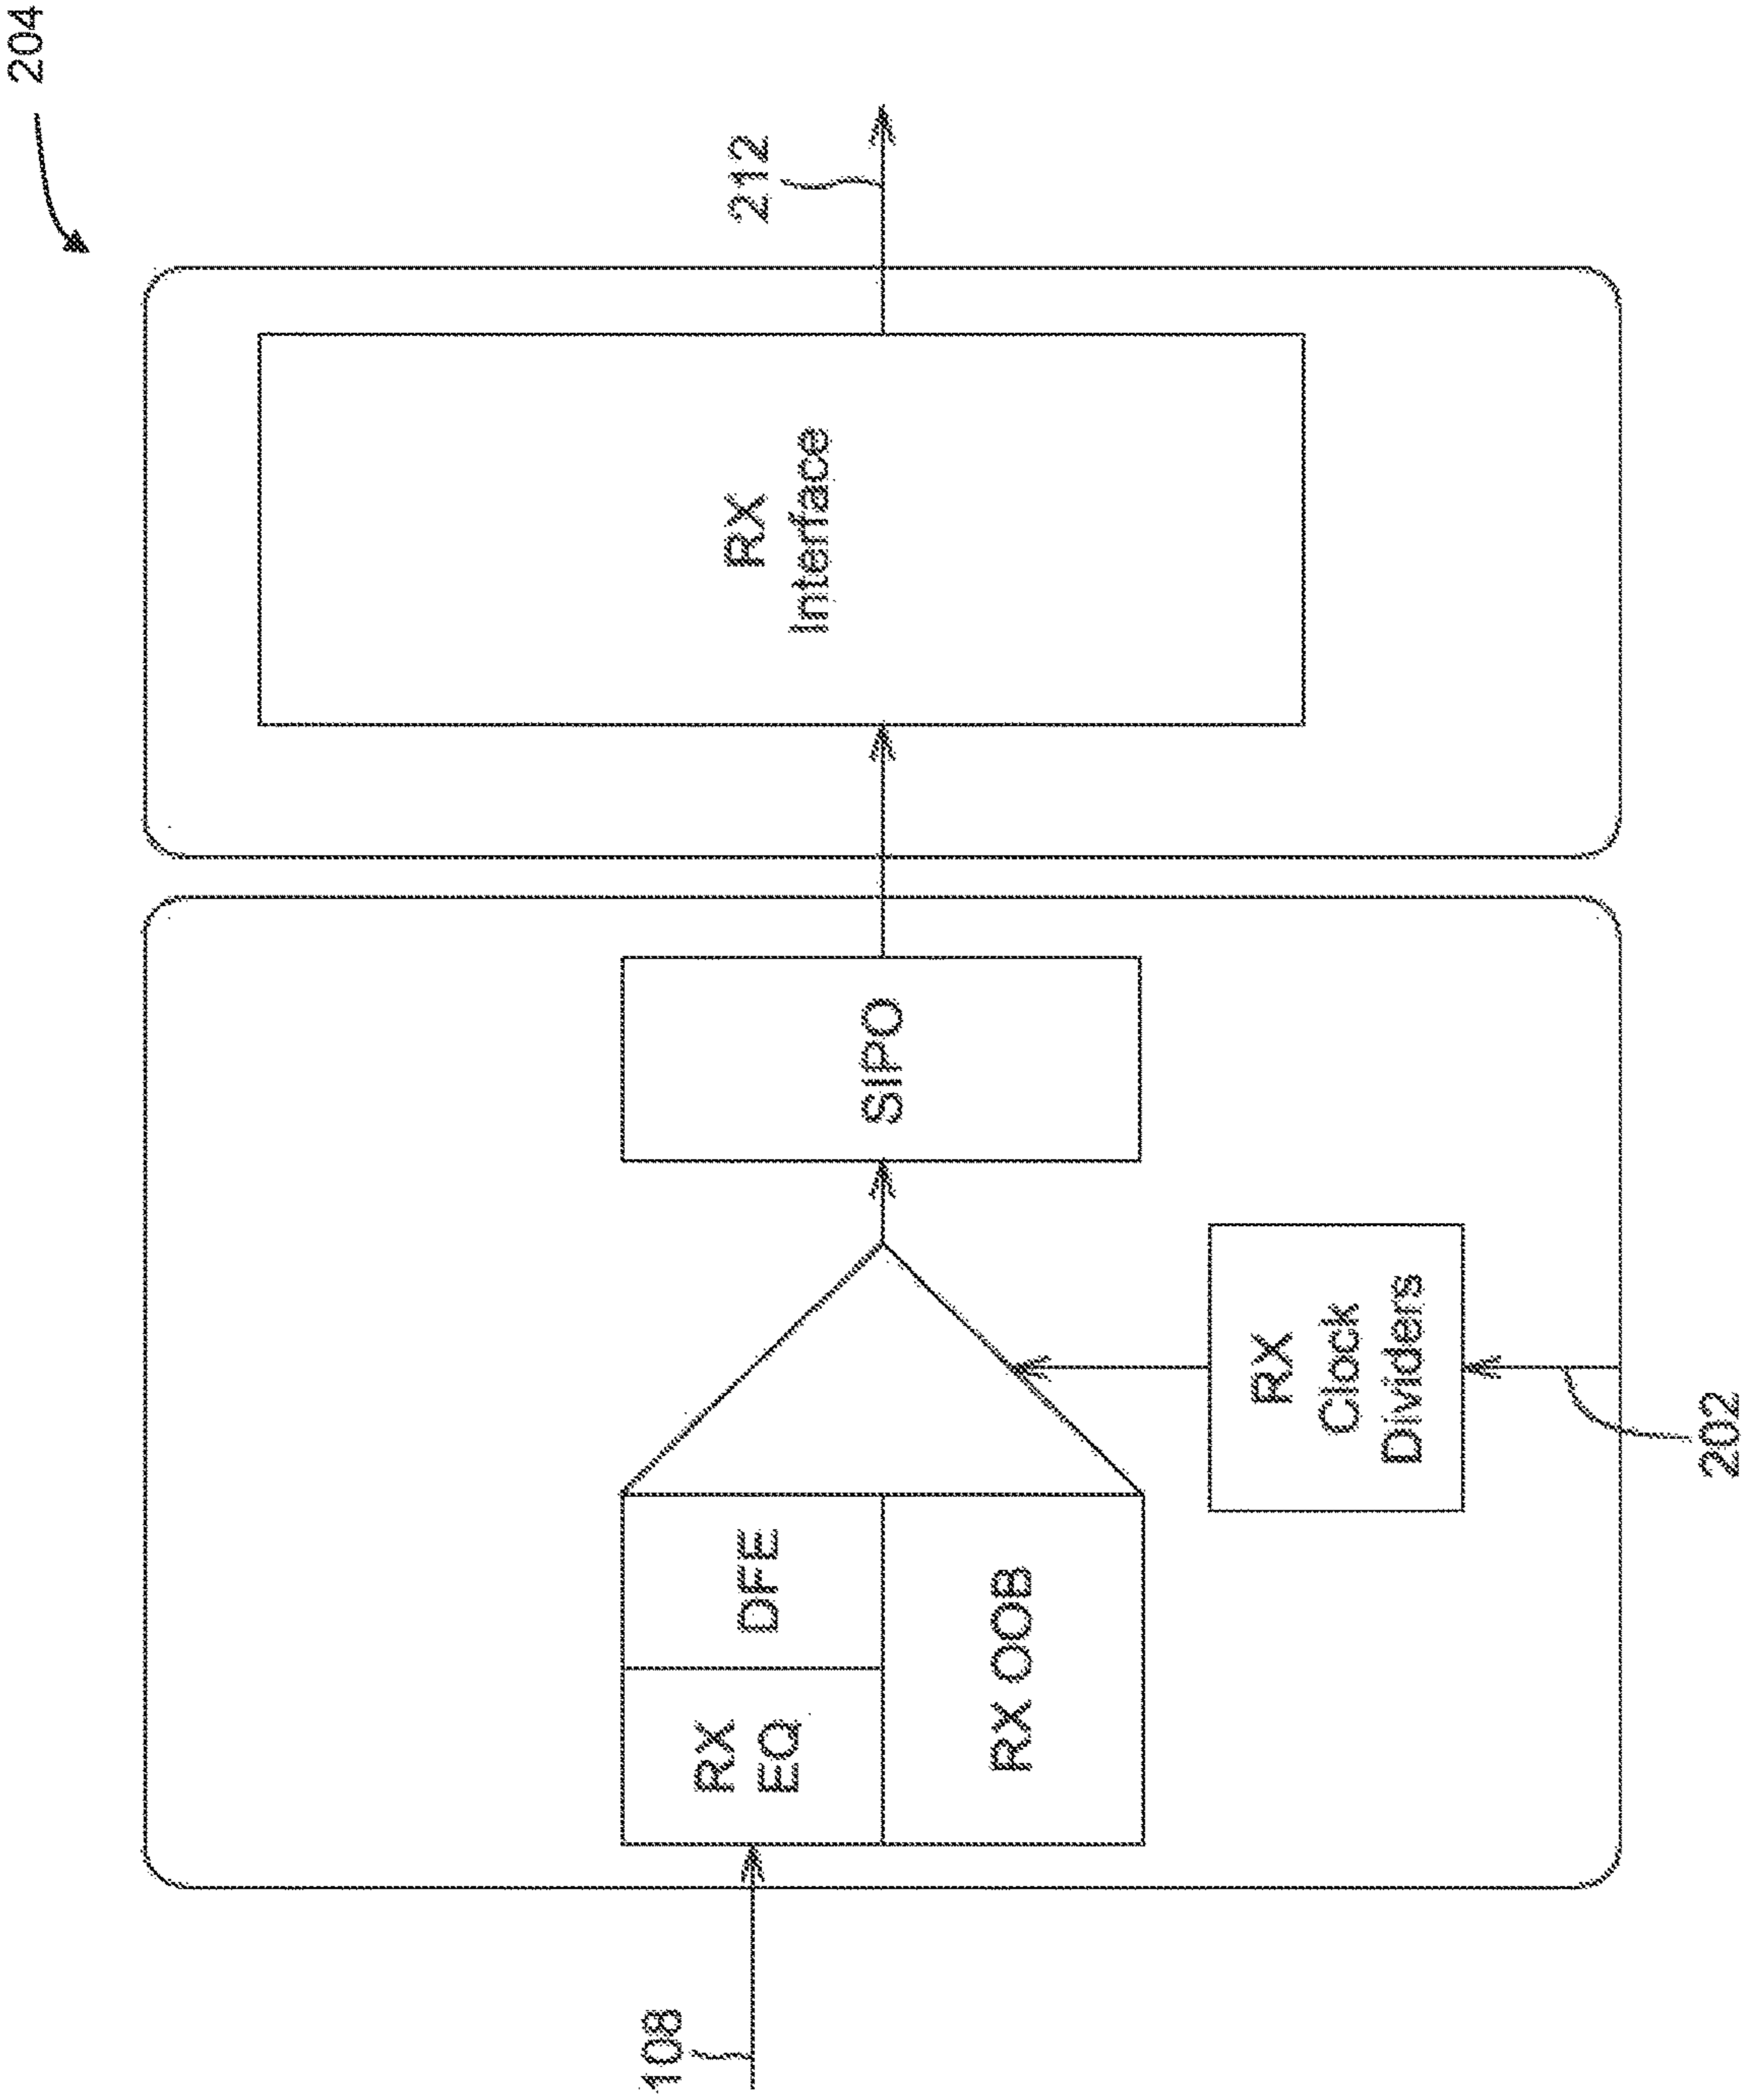 204
108
RX
EQ
DFE
RX OOB
RX
Clock
Dividers
202
SIPO
RX
Interface
212